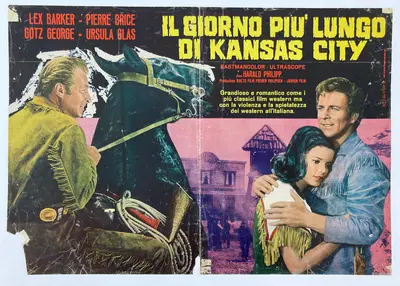 LEX BARKER - PIERRE BRICE
GOTZ GEORGE - URSULA GLAS
IL GIORNO PIU' LUNGO
DI KANSAS CITY
EASTMANCOLOR - ULTRASCOPE
HARALD PHILIPP
Grandioso e romantico come i
più classici film western ma
con la violenza e la spietatezza
dei western all'italiana.